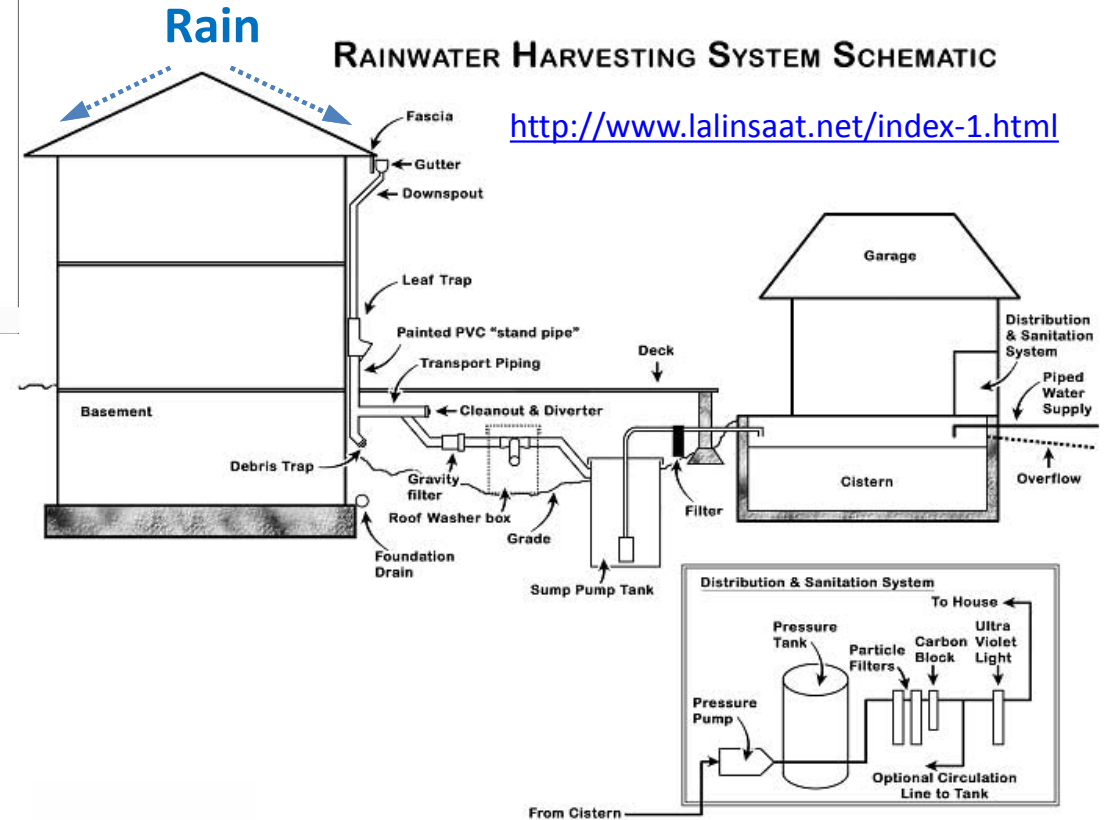 Rain
RAINWATER HARVESTING SYSTEM SCHEMATIC
http://www.lalinsaat.net/index-1.html
Fascia
Gutter
Downspout
Leaf Trap
Painted PVC "stand pipe"
Transport Piping
Deck
Garage
Distribution
& Sanitation
System
Piped
Water
Supply
Basement
Cleanout & Diverter
Debris Trap
Gravity
filter
Roof Washer box
Grade
Filter
Cistern
Overflow
Foundation
Drain
Sump Pump Tank
Distribution & Sanitation System
To House
Pressure
Tank
Particle
Filters
Carbon
Block
Ultra
Violet
Light
Pressure
Pump
Optional Circulation
Line to Tank
From Cistern